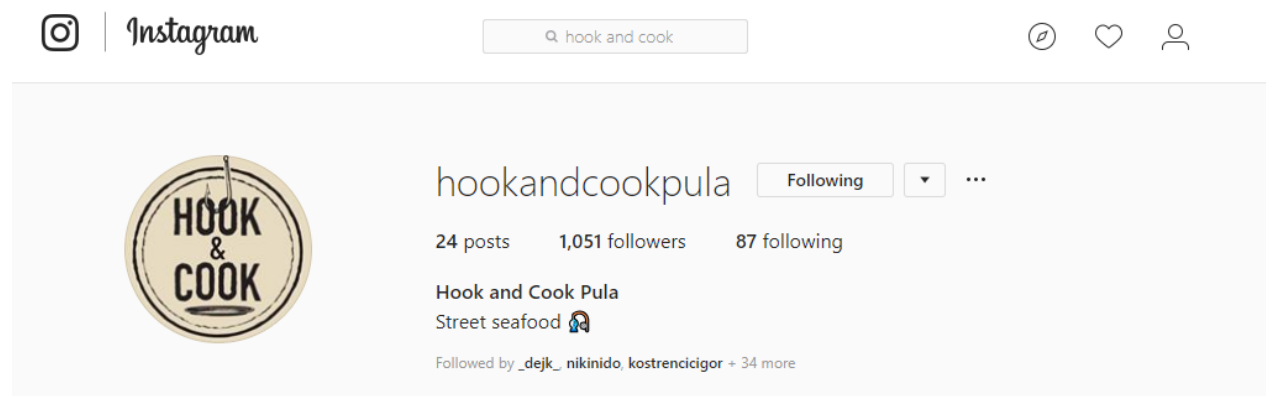 Instagram
hook and cook
HOOK
&
COOK
hookandcookpula Following
24 posts 1,051 followers 87 following
Hook and Cook Pula
Street seafood
Followed by _dejk_, nikinido, kostrencicigor + 34 more